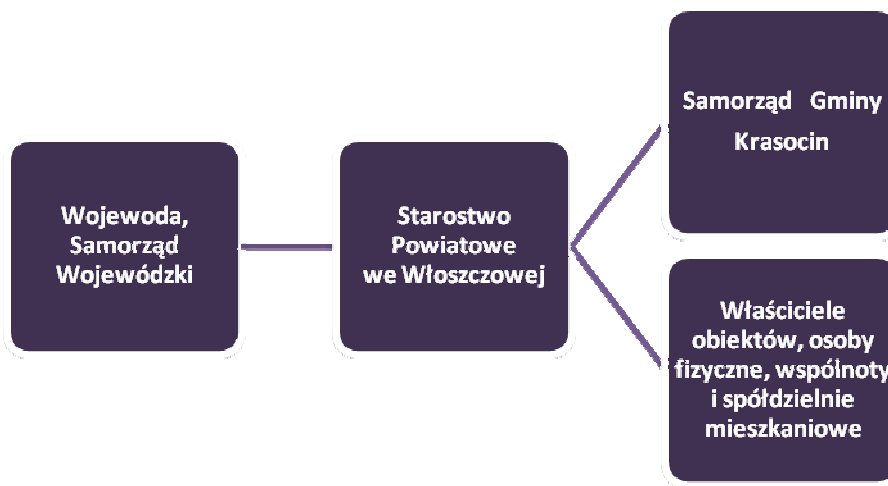 Wojewoda,
Samorząd
Wojewódzki
Starostwo
Powiatowe
we Włoszczowej
Samorząd Gminy
Krasocin
Właściciele
obiektów, osoby
fizyczne, wspólnoty
i spółdzielnie
mieszkaniowe